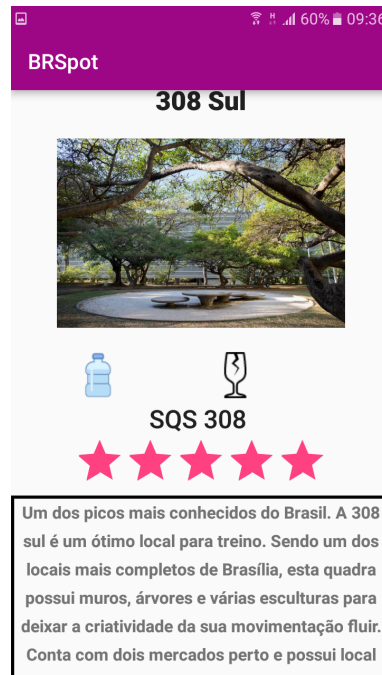 H 60% 09:36
BRSpot
308 Sul
SQS 308
Um dos picos mais conhecidos do Brasil. A 308
sul é um ótimo local para treino. Sendo um dos
locais mais completos de Brasília, esta quadra
possui muros, árvores e várias esculturas para
deixar a criatividade da sua movimentação fluir.
Conta com dois mercados perto e possui local